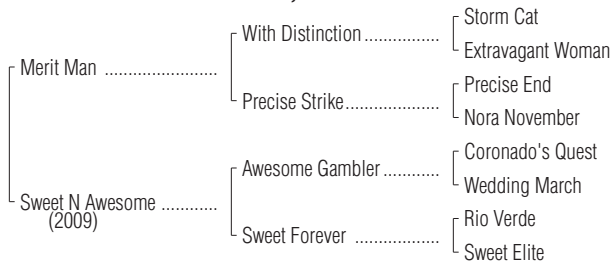 Storm Cat
With Distinction................
Extravagant Woman
Merit Man ........................
Precise End
Precise Strike....................
Nora November
Coronado's Quest
Awesome Gambler............
Wedding March
Sweet N Awesome ............
(2009)
Rio Verde
Sweet Forever ..................
Sweet Elite